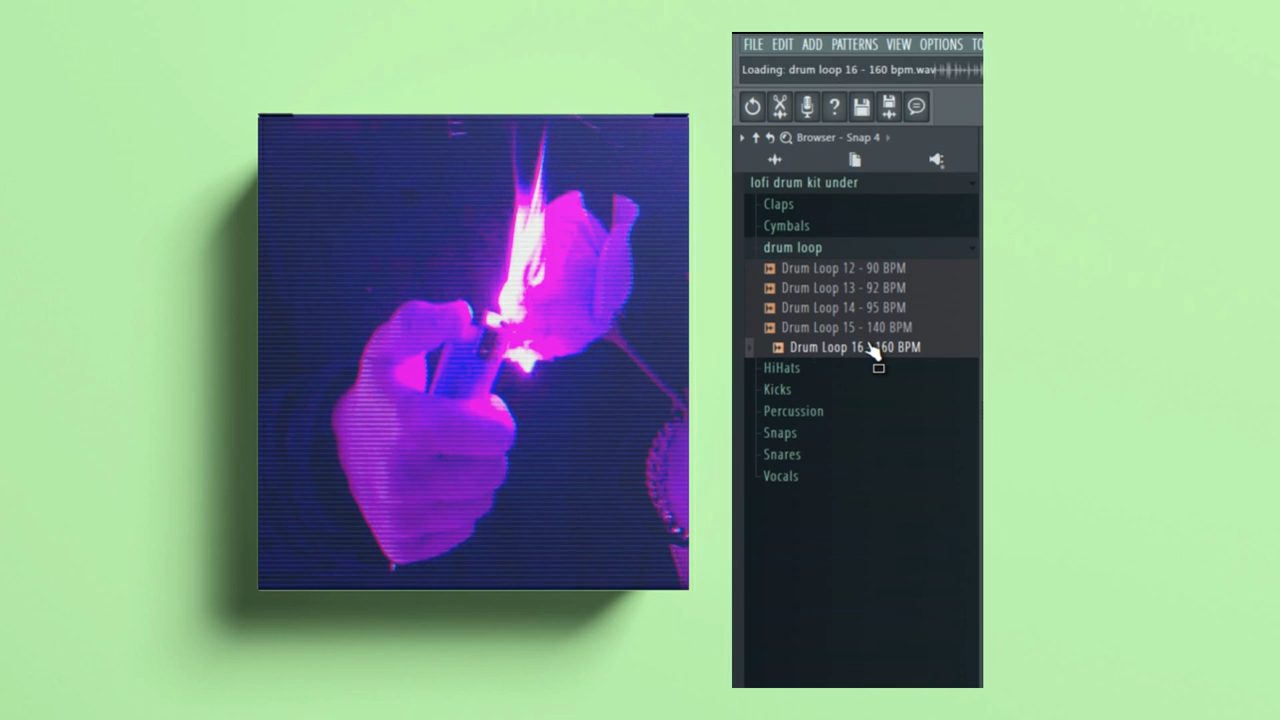 FILE EDIT ADD PATTERNS VIEW OPTIONS TO
Loading: drum loop 16 - 160 bpm.wav
?
Browser - Snap 4
lofi drum kit under
Claps
Cymbals
drum loop
Drum Loop 12 - 90 BPM
Drum Loop 13 - 92 BPM
Drum Loop 14 - 95 BPM
Drum Loop 15 - 140 BPM
Drum Loop 16 - 160 BPM
HiHats
Kicks
Percussion
Snaps
Snares
Vocals